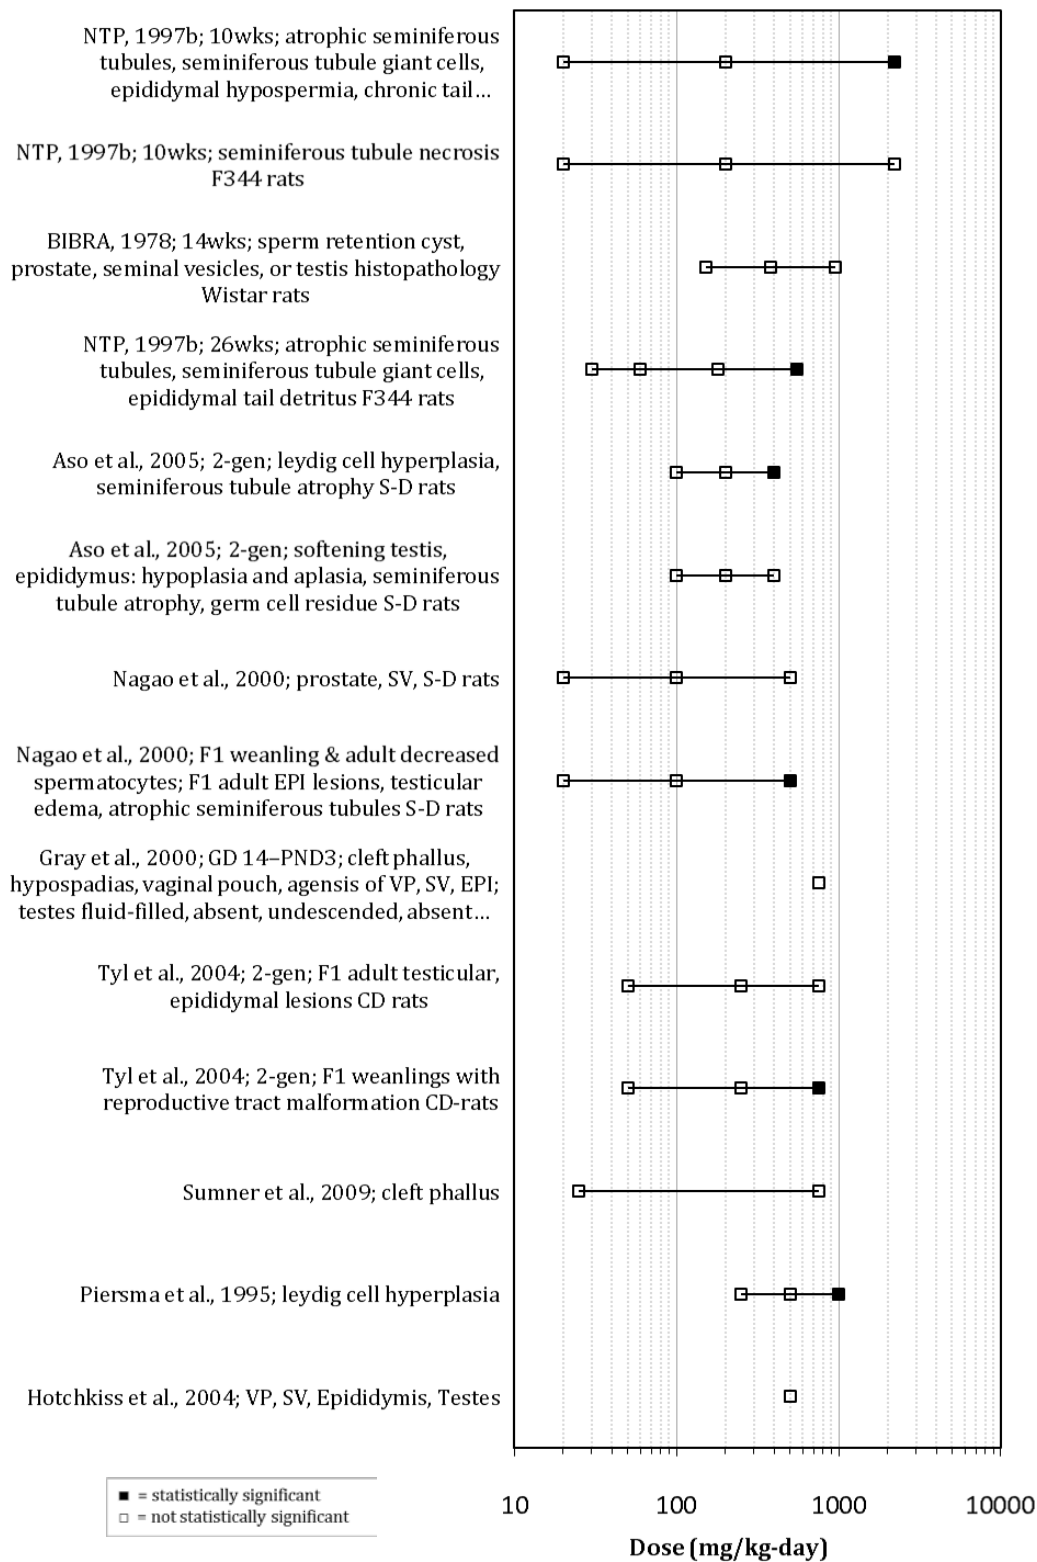 NTP, 1997b; 10wks; atrophic seminiferous
tubules, seminiferous tubule giant cells,
epididymal hypospermia, chronic tail...
NTP, 1997b; 10wks; seminiferous tubule necrosis
F344 rats
BIBRA, 1978; 14wks; sperm retention cyst,
prostate, seminal vesicles, or testis histopathology
Wistar rats
NTP, 1997b; 26wks; atrophic seminiferous
tubules, seminiferous tubule giant cells,
epididymal tail detritus F344 rats
Aso et al., 2005; 2-gen; leydig cell hyperplasia,
seminiferous tubule atrophy S-D rats
Aso et al., 2005; 2-gen; softening testis,
epididymus: hypoplasia and aplasia, seminiferous
tubule atrophy, germ cell residue S-D rats
Nagao et al., 2000; prostate, SV, S-D rats
Nagao et al., 2000; F1 weanling & adult decreased
spermatocytes; F1 adult EPI lesions, testicular
edema, atrophic seminiferous tubules S-D rats
Gray et al., 2000; GD 14–PND3; cleft phallus,
hypospadias, vaginal pouch, agensis of VP, SV, EPI;
testes fluid-filled, absent, undescended, absent...
Tyl et al., 2004; 2-gen; F1 adult testicular,
epididymal lesions CD rats
Tyl et al., 2004; 2-gen; F1 weanlings with
reproductive tract malformation CD-rats
Sumner et al., 2009; cleft phallus
Piersma et al., 1995; leydig cell hyperplasia
Hotchkiss et al., 2004; VP, SV, Epididymis, Testes
■ = statistically significant
□ = not statistically significant
10 100 1000 10000
Dose (mg/kg-day)